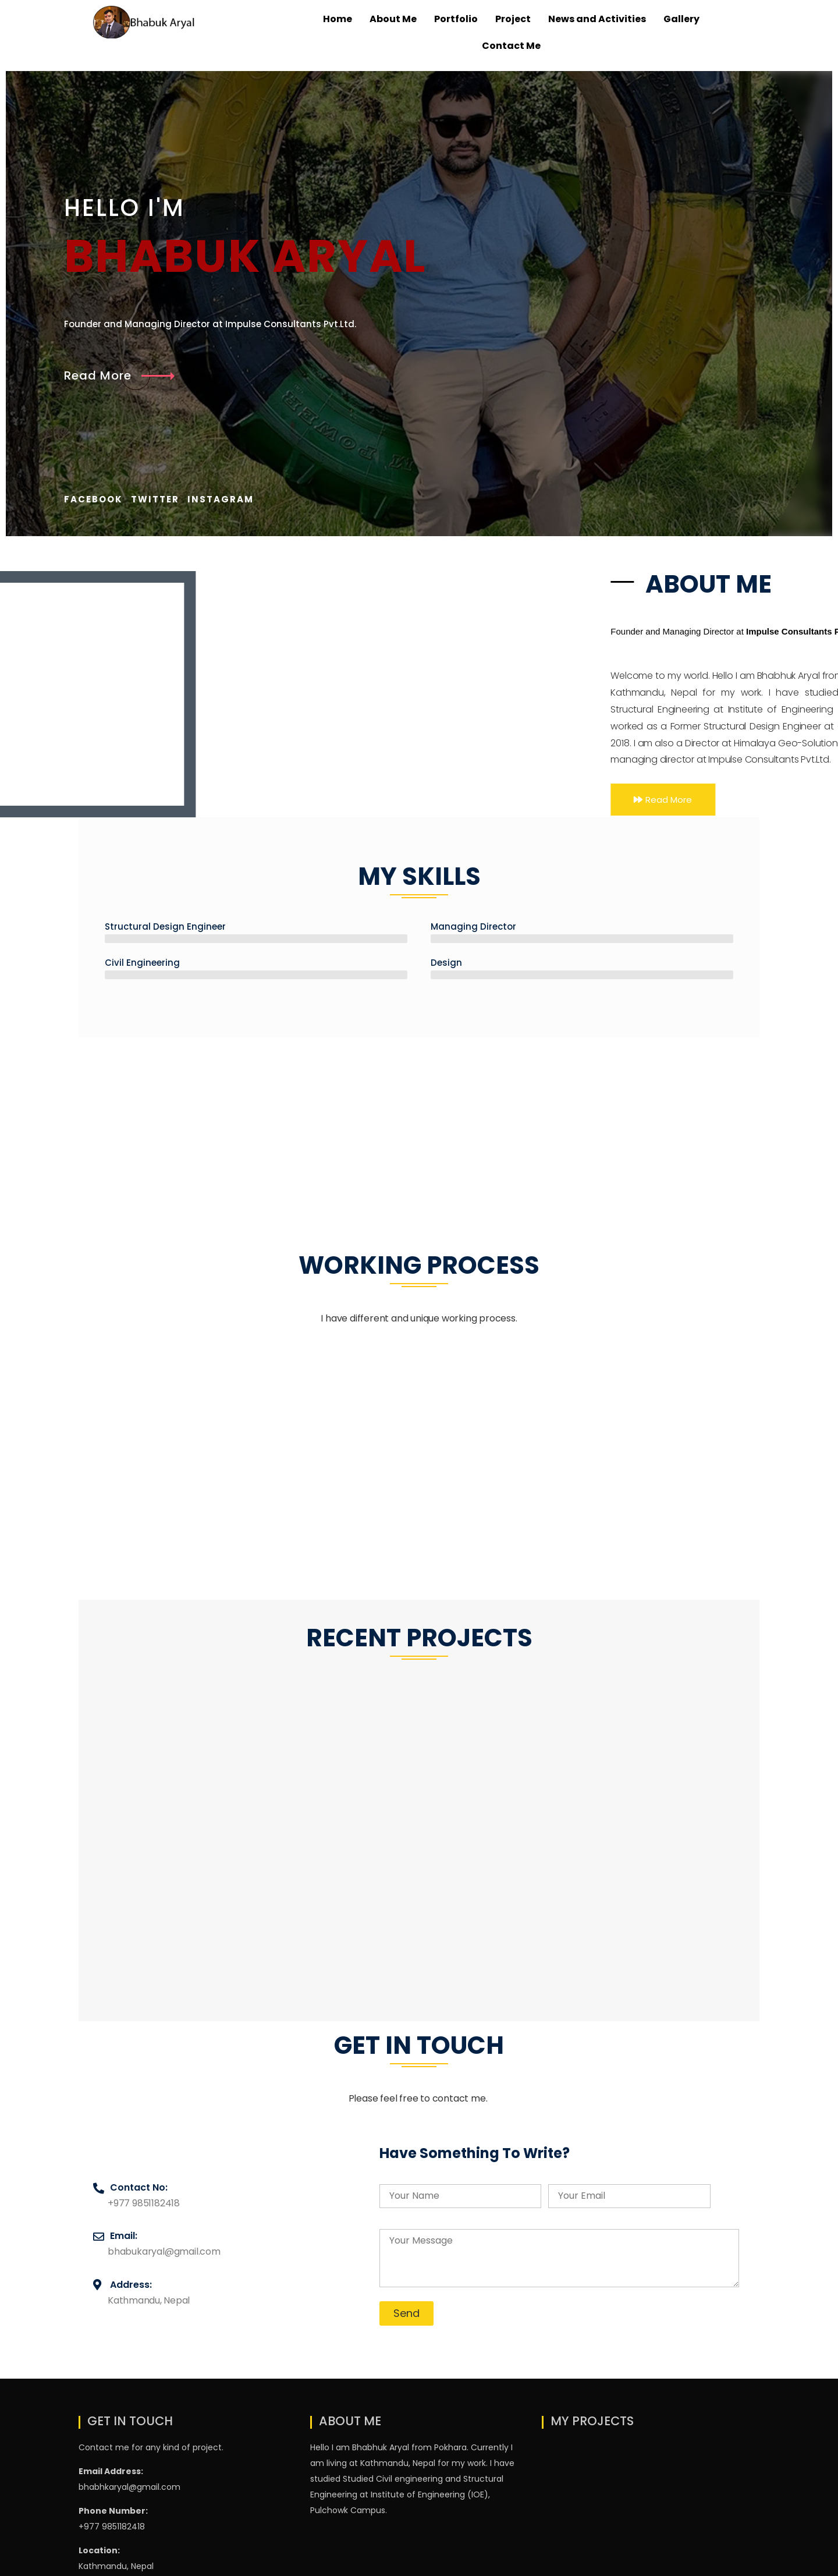 Bhabuk Aryal
Home About Me Portfolio Project News and Activities Gallery
Contact Me
HELLO I'M
BHABUK ARYAL
Founder and Managing Director at Impulse Consultants Pvt.Ltd.
Read More
FACEBOOK TWITTER INSTAGRAM
ABOUT ME
Founder and Managing Director at Impulse Consultants P
Welcome to my world. Hello I am Bhabhuk Aryal fro
Kathmandu, Nepal for my work. I have studied
Structural Engineering at Institute of Engineering
worked as a Former Structural Design Engineer at
2018. I am also a Director at Himalaya Geo-Solution
managing director at Impulse Consultants Pvt.Ltd.
Read More
MY SKILLS
Structural Design Engineer
Managing Director
Civil Engineering
Design
WORKING PROCESS
I have different and unique working process.
RECENT PROJECTS
GET IN TOUCH
Please feel free to contact me.
Contact No:
+977 9851182418
Email:
bhabukaryal@gmail.com
Address:
Kathmandu, Nepal
Have Something To Write?
Your Name
Your Email
Your Message
Send
GET IN TOUCH
Contact me for any kind of project.
Email Address:
bhabhkaryal@gmail.com
Phone Number:
+977 9851182418
Location:
Kathmandu, Nepal
ABOUT ME
Hello I am Bhabhuk Aryal from Pokhara. Currently I
am living at Kathmandu, Nepal for my work. I have
studied Studied Civil engineering and Structural
Engineering at Institute of Engineering (IOE),
Pulchowk Campus.
MY PROJECTS